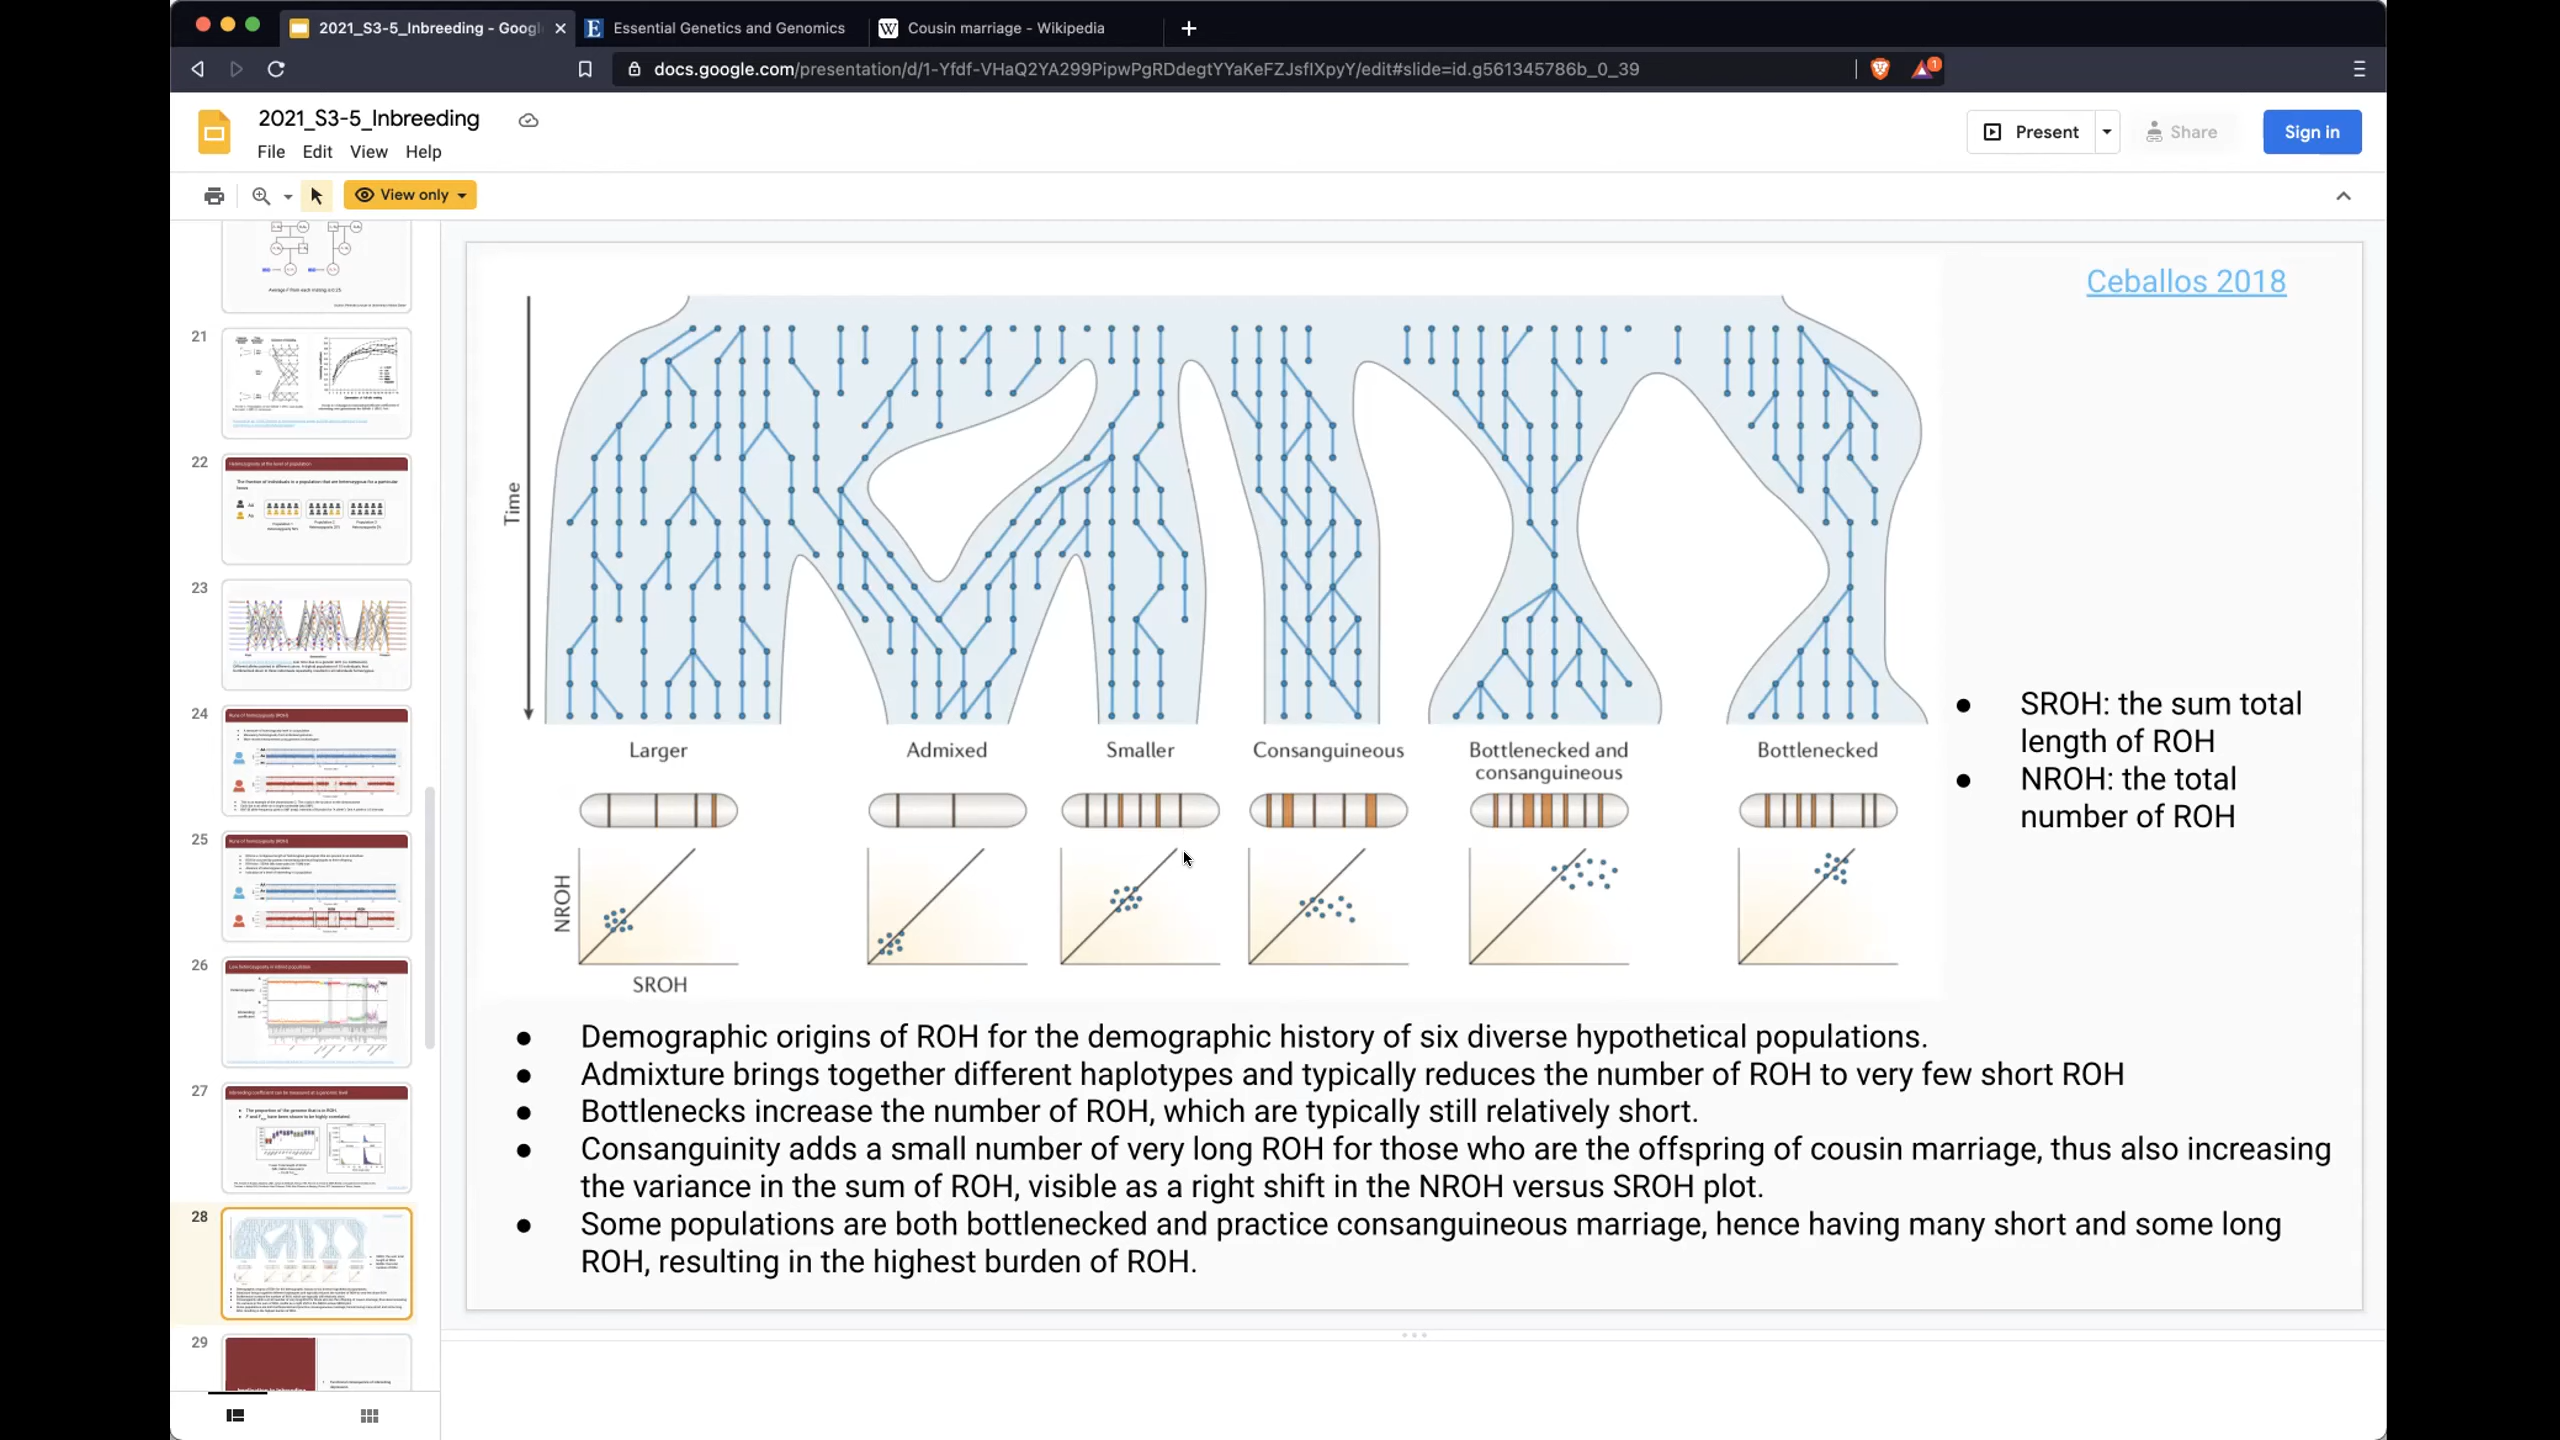 2021_S3-5_Inbreeding - Googl
Essential Genetics and Genomics
Cousin marriage - Wikipedia
docs.google.com/presentation/d/1-Yfdf-VHaQ2YA299PipwPgRDdegtYYaKeFZJsflXpyY/edit#slide=id.g561345786b_0_39
1
2021_S3-5_Inbreeding
File Edit View Help
Present
Share
Sign in
View only
21
22
Heterozygosity at the level of population
23
24
25
26
27
28
29
Ceballos 2018
Time
Larger
Admixed
Smaller
Consanguineous
Bottlenecked and
consanguineous
Bottlenecked
NROH
SROH
● SROH: the sum total
length of ROH
● NROH: the total
number of ROH
● Demographic origins of ROH for the demographic history of six diverse hypothetical populations.
● Admixture brings together different haplotypes and typically reduces the number of ROH to very few short ROH
● Bottlenecks increase the number of ROH, which are typically still relatively short.
● Consanguinity adds a small number of very long ROH for those who are the offspring of cousin marriage, thus also increasing
the variance in the sum of ROH, visible as a right shift in the NROH versus SROH plot.
● Some populations are both bottlenecked and practice consanguineous marriage, hence having many short and some long
ROH, resulting in the highest burden of ROH.